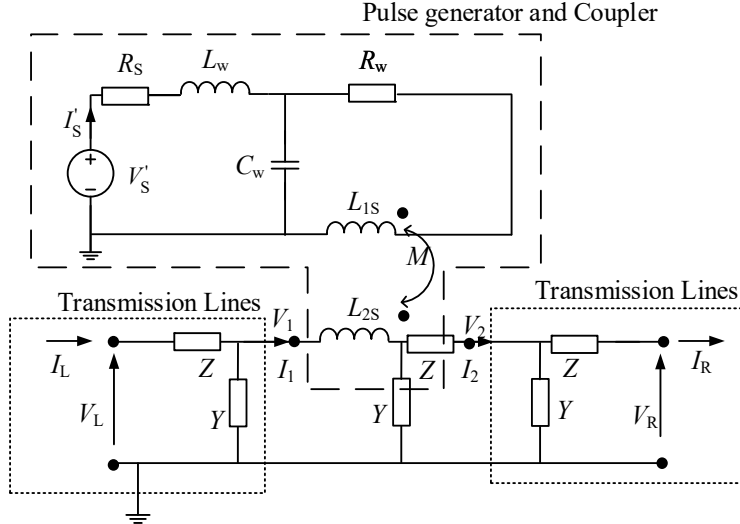 Pulse generator and Coupler
R_S
L_w
R_w
I'_S
+
−
V'_S
C_w
L_1S
M
Transmission Lines
L_2S
Transmission Lines
V_1
V_2
I_L
Z
I_1
Z
I_2
Z
I_R
V_L
Y
Y
Y
V_R